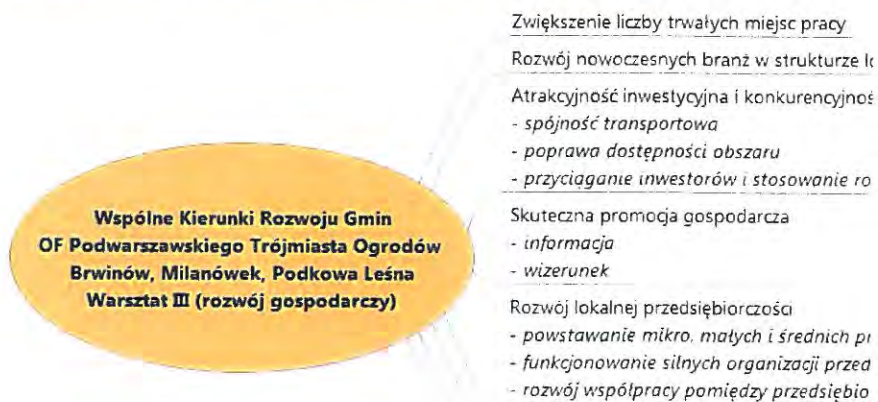 Wspólne Kierunki Rozwoju Gmin
OF Podwarszawskiego Trójmiasta Ogrodów
Brwinów, Milanówek, Podkowa Leśna
Warsztat III (rozwój gospodarczy)
Zwiększenie liczby trwałych miejsc pracy
Rozwój nowoczesnych branż w strukturze
Atrakcyjność inwestycyjna i
- spójność transportowa
- poprawa dostępności obszaru
- przyciąganie inwestorów i stosowanie
Skuteczna promocja gospodarcza
- informacja
- wizerunek
Rozwój lokalnej przedsiębiorczości
- powstawanie mikro, małych i średnich
- funkcjonowanie silnych organizacji
- rozwój współpracy pomiędzy